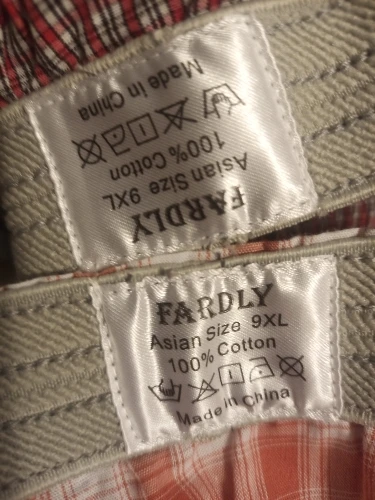 FARDLY
Asian Size 9XL
100% Cotton
Made in China
FARDLY
Asian Size 9XL
100% Cotton
Made in China